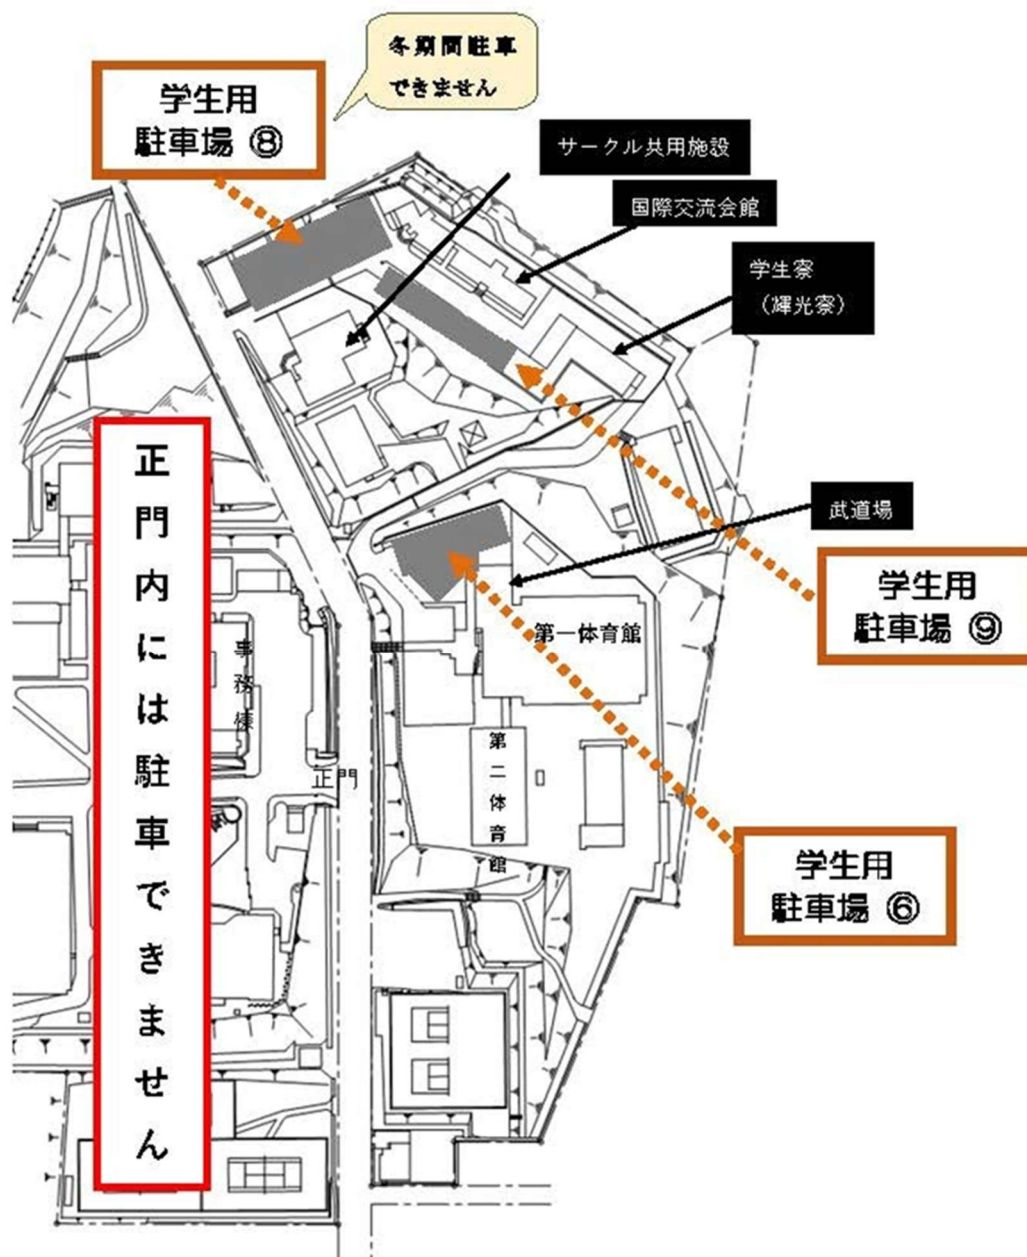 冬期間駐車
できません
学生用
駐車場 ⑧
サークル共用施設
国際交流会館
学生寮
（輝光寮）
武道場
学生用
駐車場 ⑨
第一体育館
事務棟
正門
第二体育館
学生用
駐車場 ⑥
正門内には駐車できません